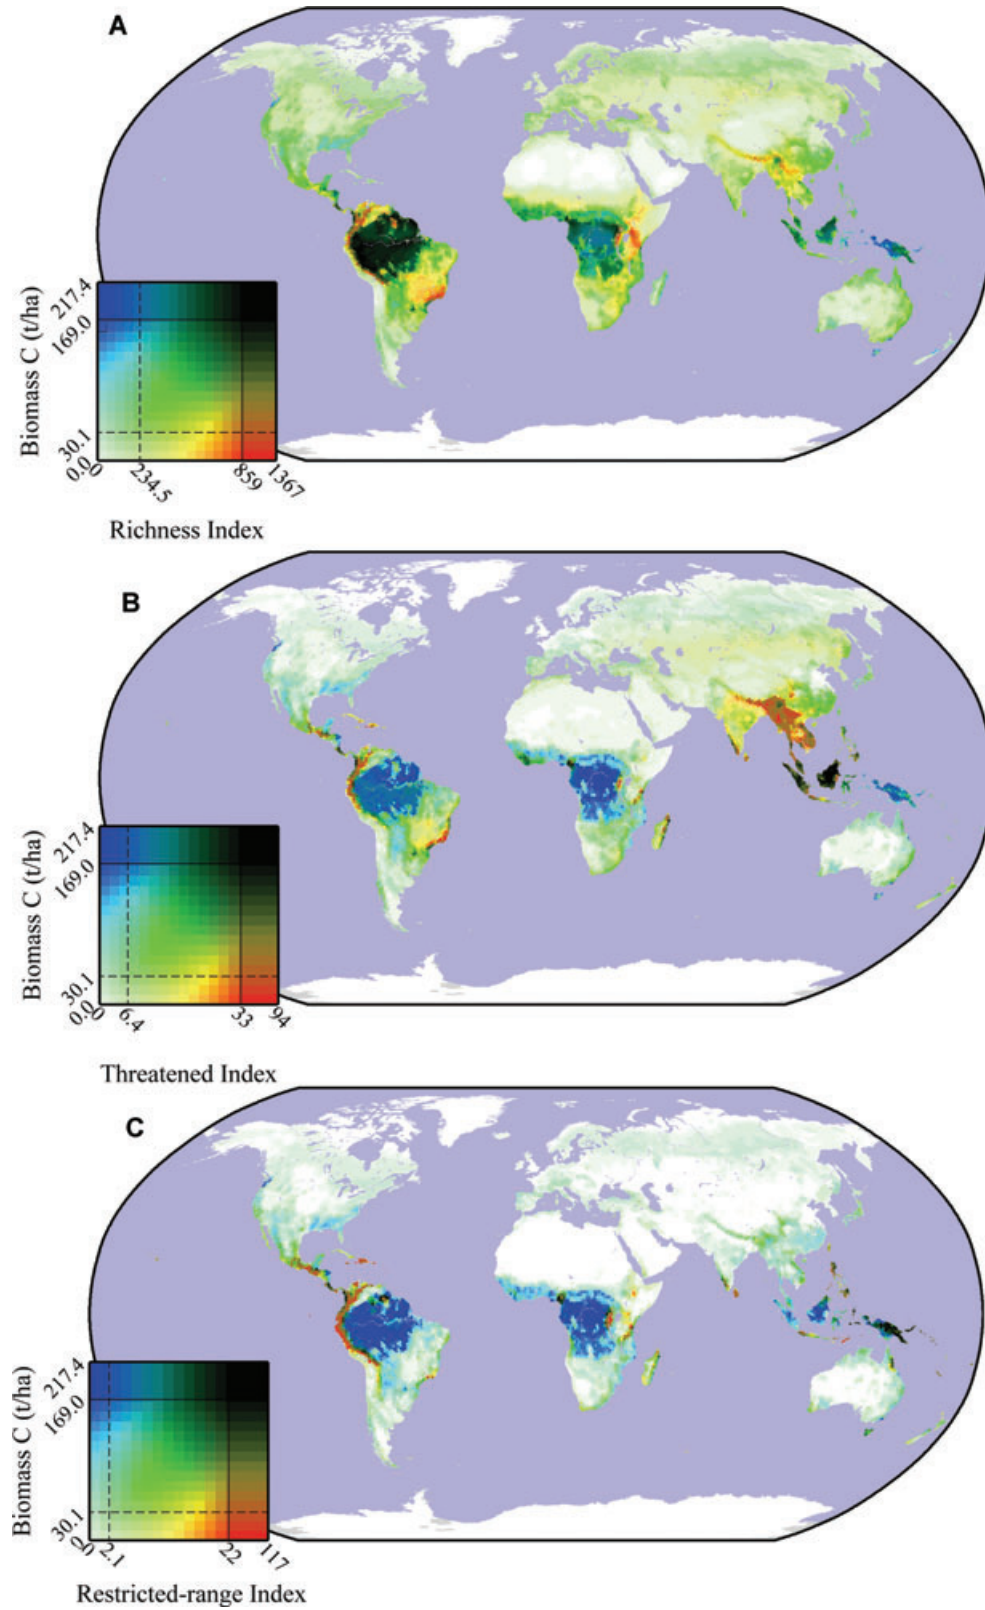 A
Biomass C (t/ha)
217.4
169.0
30.1
0.0
0 234.5 859 1367
Richness Index
B
Biomass C (t/ha)
217.4
169.0
30.1
0.0
0 6.4 33 94
Threatened Index
C
Biomass C (t/ha)
217.4
169.0
30.1
0
0 2.1 22 117
Restricted-range Index